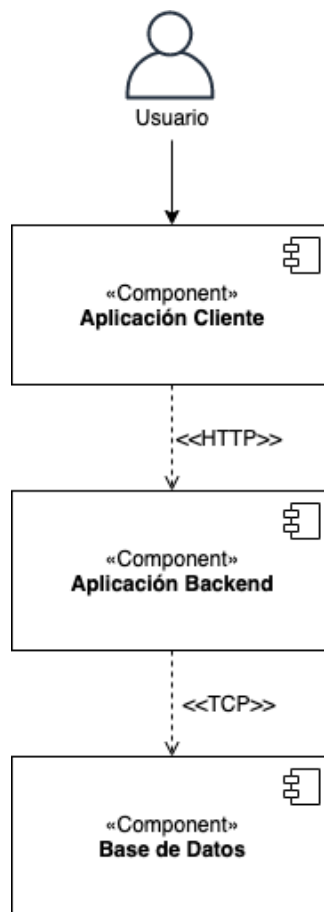 Usuario
«Component»
Aplicación Cliente
<<HTTP>>
«Component»
Aplicación Backend
<<TCP>>
«Component»
Base de Datos